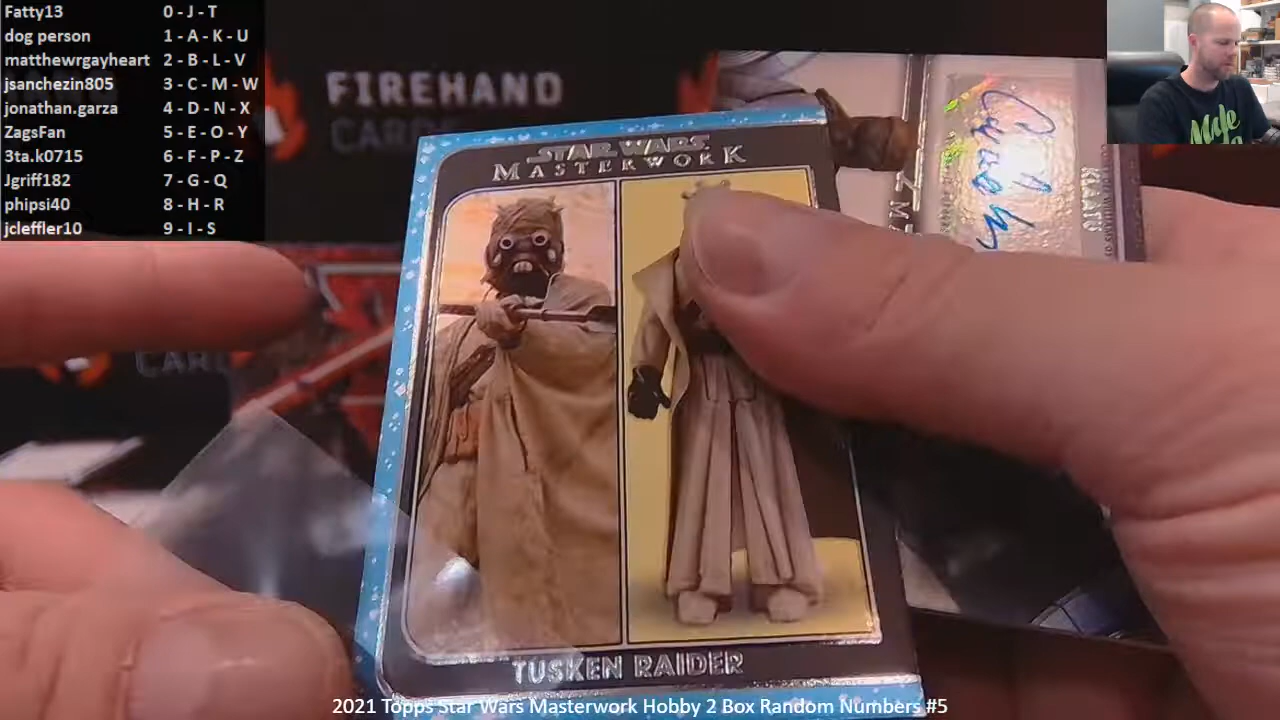 Fatty13 0 - J - T
dog person 1 - A - K - U
matthewrgayheart 2 - B - L - V
jsanchezin805 3 - C - M - W
jonathan.garza 4 - D - N - X
ZagsFan 5 - E - O - Y
3ta.k0715 6 - F - P - Z
Jgriff182 7 - G - Q
phipsi40 8 - H - R
jcleffler10 9 - I - S
FIREHAND
CARDS
STAR WARS
MASTERWORK
TUSKEN RAIDER
2021 Topps Star Wars Masterwork Hobby 2 Box Random Numbers #5